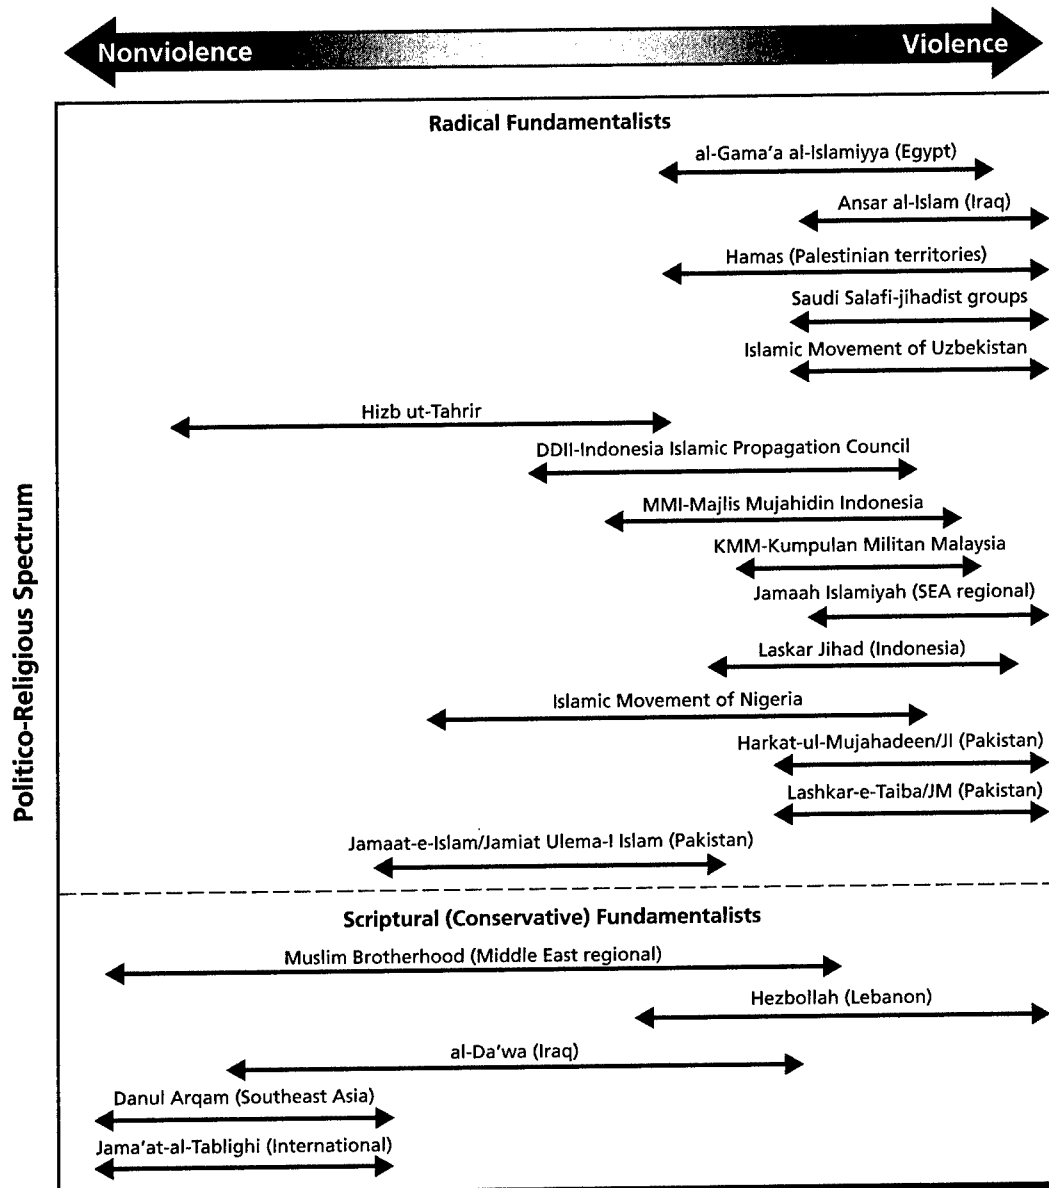 Nonviolence Violence
Radical Fundamentalists
al-Gama'a al-Islamiyya (Egypt)
Ansar al-Islam (Iraq)
Hamas (Palestinian territories)
Saudi Salafi-jihadist groups
Islamic Movement of Uzbekistan
Hizb ut-Tahrir
DDII-Indonesia Islamic Propagation Council
MMI-Majlis Mujahidin Indonesia
KMM-Kumpulan Militan Malaysia
Jamaah Islamiyah (SEA regional)
Laskar Jihad (Indonesia)
Islamic Movement of Nigeria
Harkat-ul-Mujahadeen/JI (Pakistan)
Lashkar-e-Taiba/JM (Pakistan)
Jamaat-e-Islam/Jamiat Ulema-I Islam (Pakistan)
Scriptural (Conservative) Fundamentalists
Muslim Brotherhood (Middle East regional)
Hezbollah (Lebanon)
al-Da'wa (Iraq)
Danul Arqam (Southeast Asia)
Jama'at-al-Tablighi (International)
Politico-Religious Spectrum